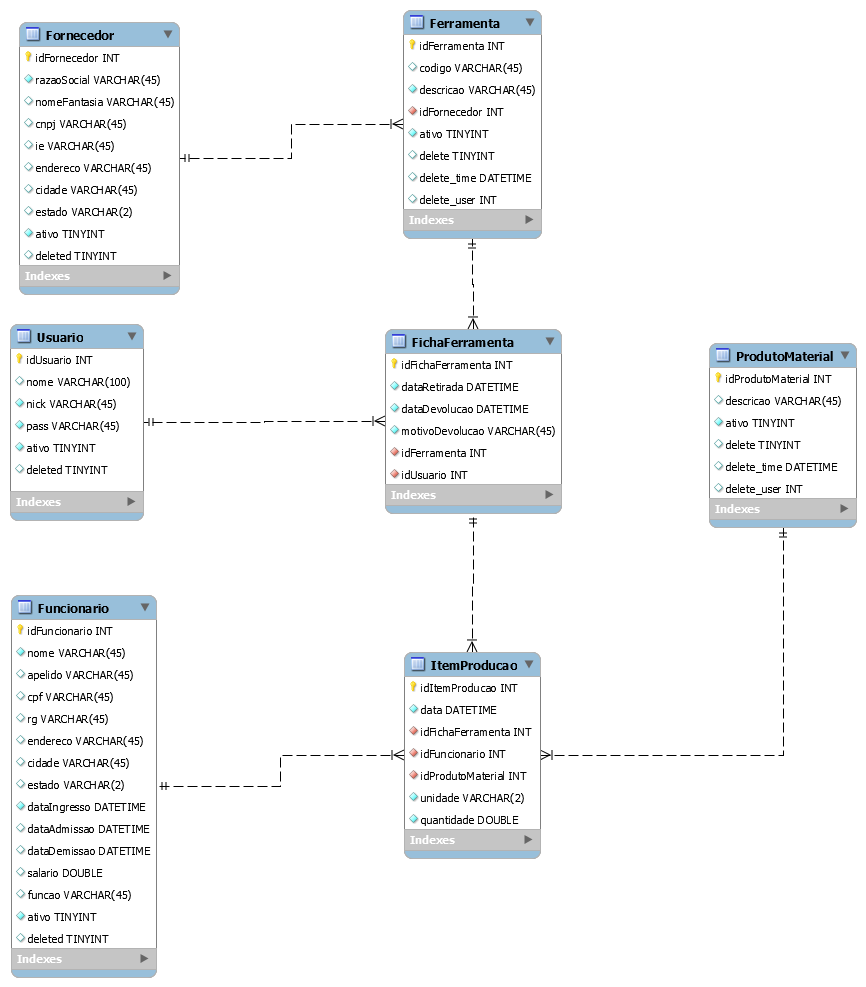 Fornecedor
idFornecedor INT
razaoSocial VARCHAR(45)
nomeFantasia VARCHAR(45)
cnpj VARCHAR(45)
ie VARCHAR(45)
endereco VARCHAR(45)
cidade VARCHAR(45)
estado VARCHAR(2)
ativo TINYINT
deleted TINYINT
Indexes
Ferramenta
idFerramenta INT
codigo VARCHAR(45)
descricao VARCHAR(45)
idFornecedor INT
ativo TINYINT
delete TINYINT
delete_time DATETIME
delete_user INT
Indexes
Usuario
idUsuario INT
nome VARCHAR(100)
nick VARCHAR(45)
pass VARCHAR(45)
ativo TINYINT
deleted TINYINT
Indexes
FichaFerramenta
idFichaFerramenta INT
dataRetirada DATETIME
dataDevolucao DATETIME
motivoDevolucao VARCHAR(45)
idFerramenta INT
idUsuario INT
Indexes
ProdutoMaterial
idProdutoMaterial INT
descricao VARCHAR(45)
ativo TINYINT
delete TINYINT
delete_time DATETIME
delete_user INT
Indexes
Funcionario
idFuncionario INT
nome VARCHAR(45)
apelido VARCHAR(45)
cpf VARCHAR(45)
rg VARCHAR(45)
endereco VARCHAR(45)
cidade VARCHAR(45)
estado VARCHAR(2)
dataIngresso DATETIME
dataAdmissao DATETIME
dataDemissao DATETIME
salario DOUBLE
funcao VARCHAR(45)
ativo TINYINT
deleted TINYINT
Indexes
ItemProducao
idItemProducao INT
data DATETIME
idFichaFerramenta INT
idFuncionario INT
idProdutoMaterial INT
unidade VARCHAR(2)
quantidade DOUBLE
Indexes